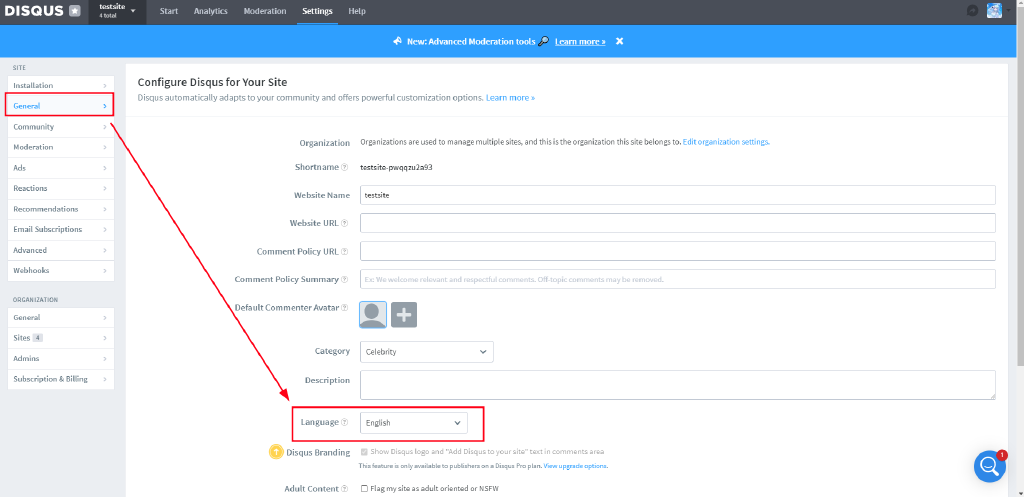 DISQUS
testsite
4 total
Start Analytics Moderation Settings Help
New: Advanced Moderation tools Learn more »
SITE
Installation
General
Community
Moderation
Ads
Reactions
Recommendations
Email Subscriptions
Advanced
Webhooks
ORGANIZATION
General
Sites 4
Admins
Subscription & Billing
Configure Disqus for Your Site
Disqus automatically adapts to your community and offers powerful customization options. Learn more »
Organization Organizations are used to manage multiple sites, and this is the organization this site belongs to. Edit organization settings.
Shortname testsite-pwqqzu2a93
Website Name testsite
Website URL
Comment Policy URL
Comment Policy Summary Ex: We welcome relevant and respectful comments. Off-topic comments may be removed.
Default Commenter Avatar
Category Celebrity
Description
Language English
Disqus Branding Show Disqus logo and "Add Disqus to your site" text in comments area
This feature is only available to publishers on a Disqus Pro plan. View upgrade options.
Adult Content Flag my site as adult oriented or NSFW
1